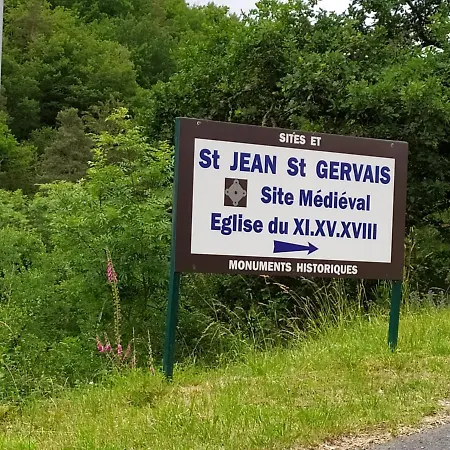 SITES ET
St JEAN St GERVAIS
Site Médiéval
Eglise du XI.XV.XVIII
MONUMENTS HISTORIQUES